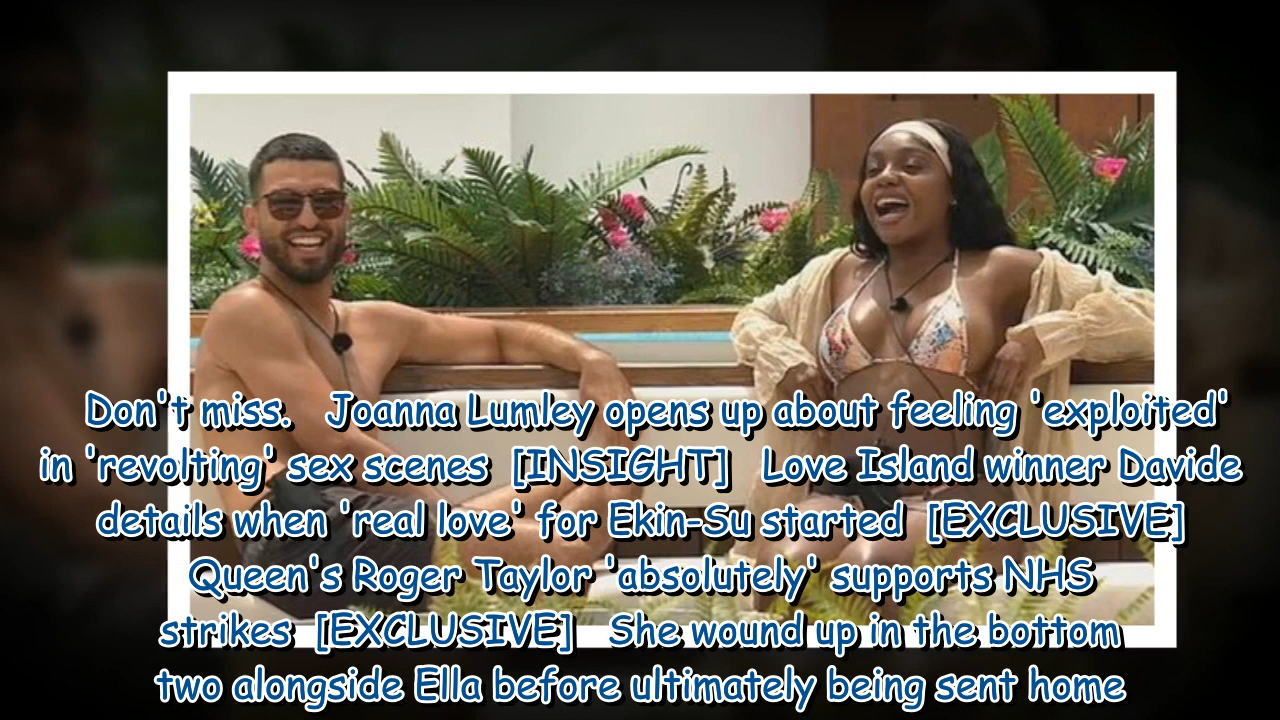 Don't miss. Joanna Lumley opens up about feeling 'exploited'
in 'revolting' sex scenes [INSIGHT] Love Island winner Davide
details when 'real love' for Ekin-Su started [EXCLUSIVE]
Queen's Roger Taylor 'absolutely' supports NHS
strikes [EXCLUSIVE] She wound up in the bottom
two alongside Ella before ultimately being sent home